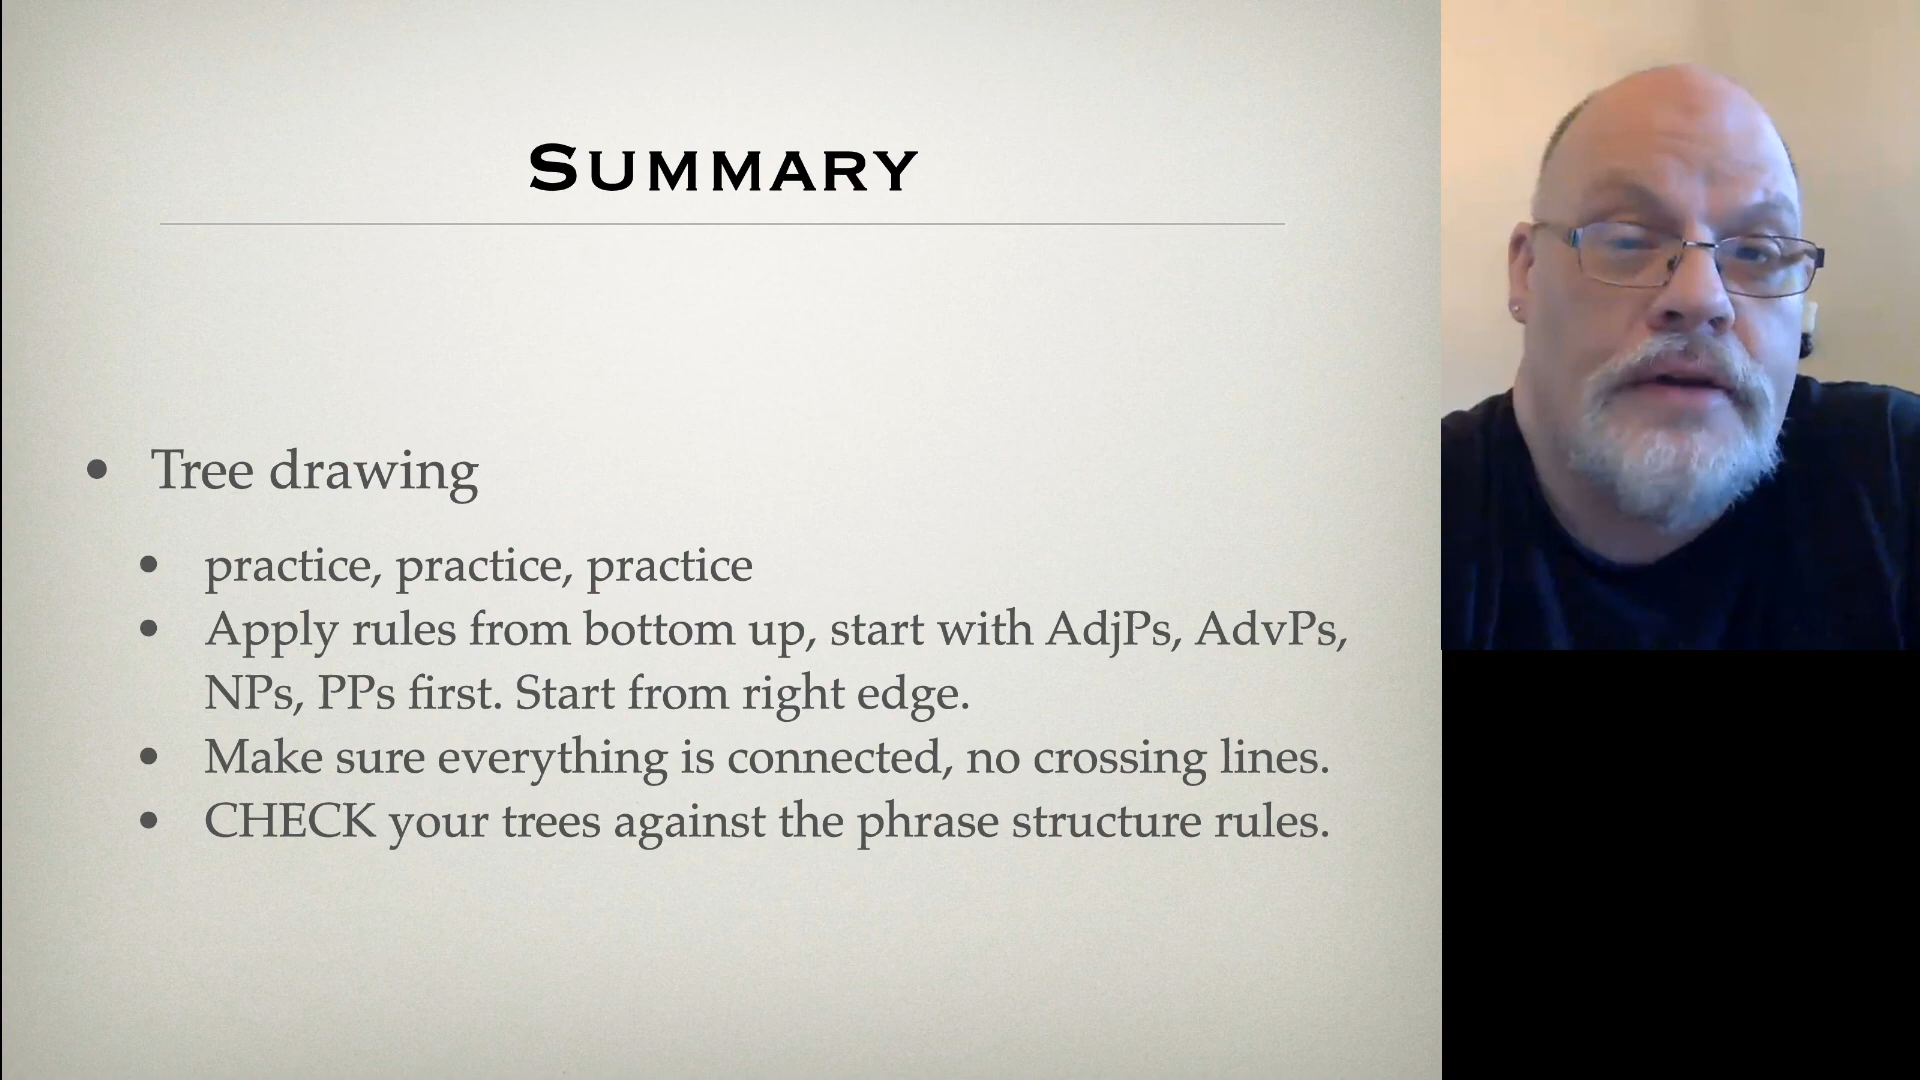 SUMMARY
• Tree drawing
• practice, practice, practice
• Apply rules from bottom up, start with AdjPs, AdvPs,
NPs, PPs first. Start from right edge.
• Make sure everything is connected, no crossing lines.
• CHECK your trees against the phrase structure rules.